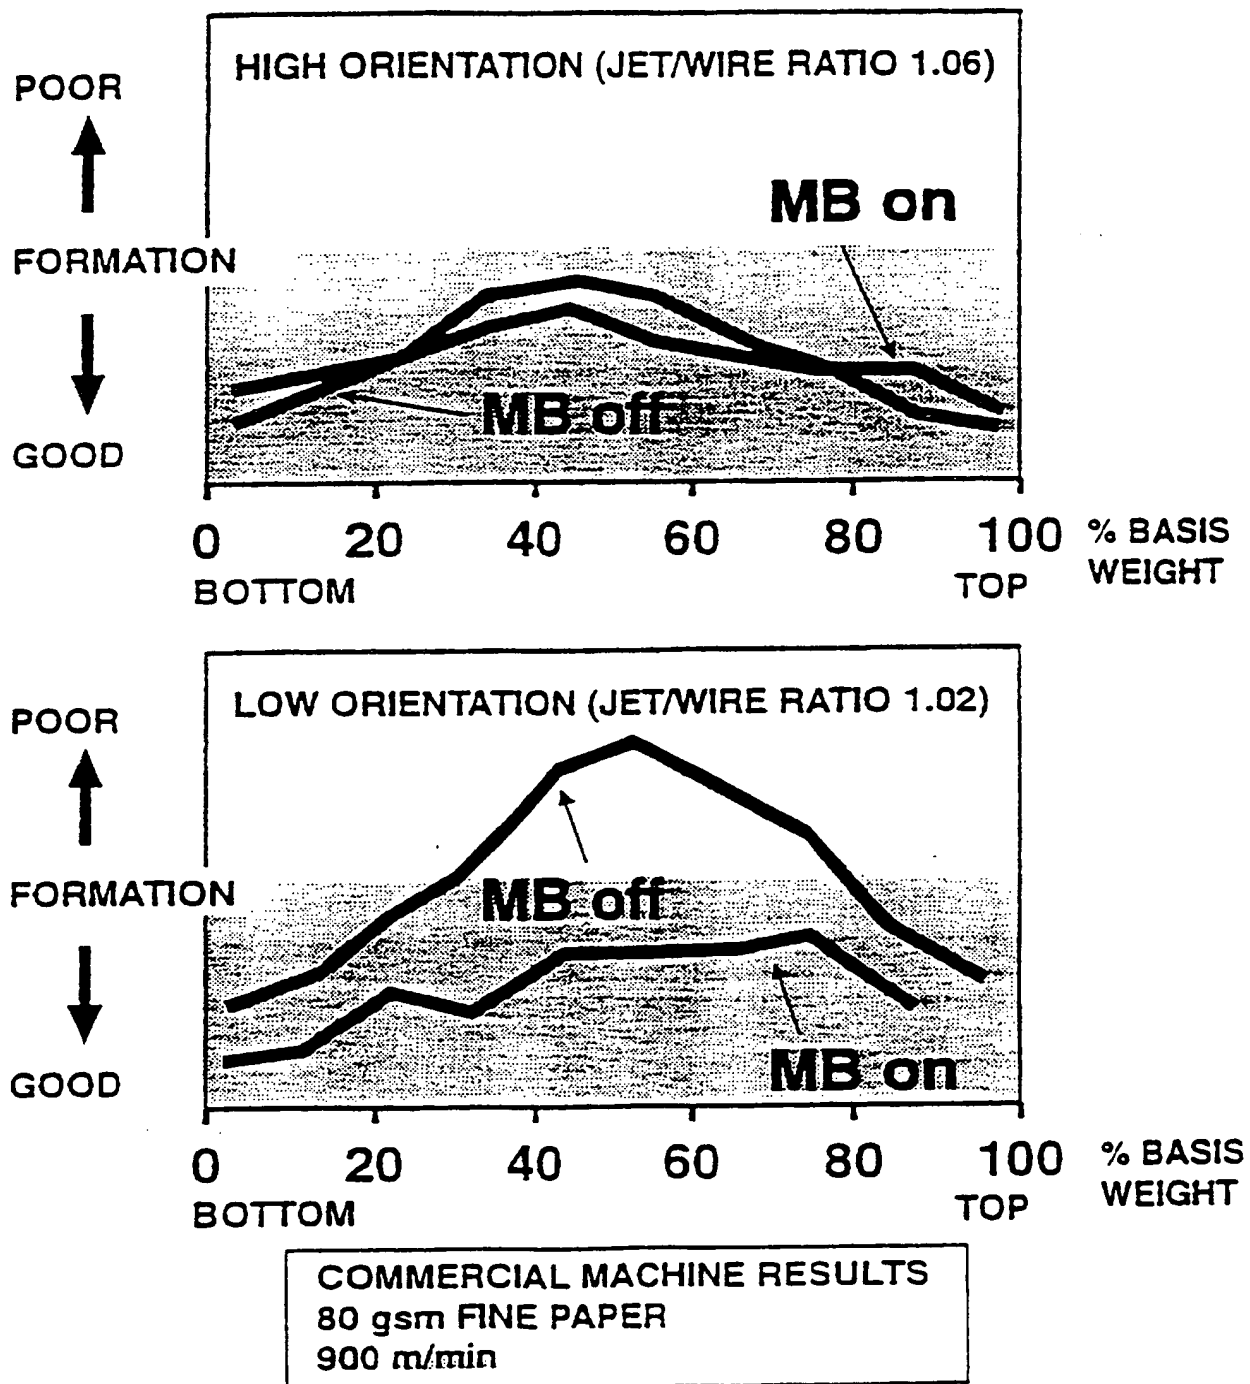 HIGH ORIENTATION (JET/WIRE RATIO 1.06)
POOR
MB on
FORMATION
MB off
GOOD
0 20 40 60 80 100 % BASIS
WEIGHT
BOTTOM TOP
LOW ORIENTATION (JET/WIRE RATIO 1.02)
POOR
MB off
FORMATION
MB on
GOOD
0 20 40 60 80 100 % BASIS
WEIGHT
BOTTOM TOP
COMMERCIAL MACHINE RESULTS
80 gsm FINE PAPER
900 m/min